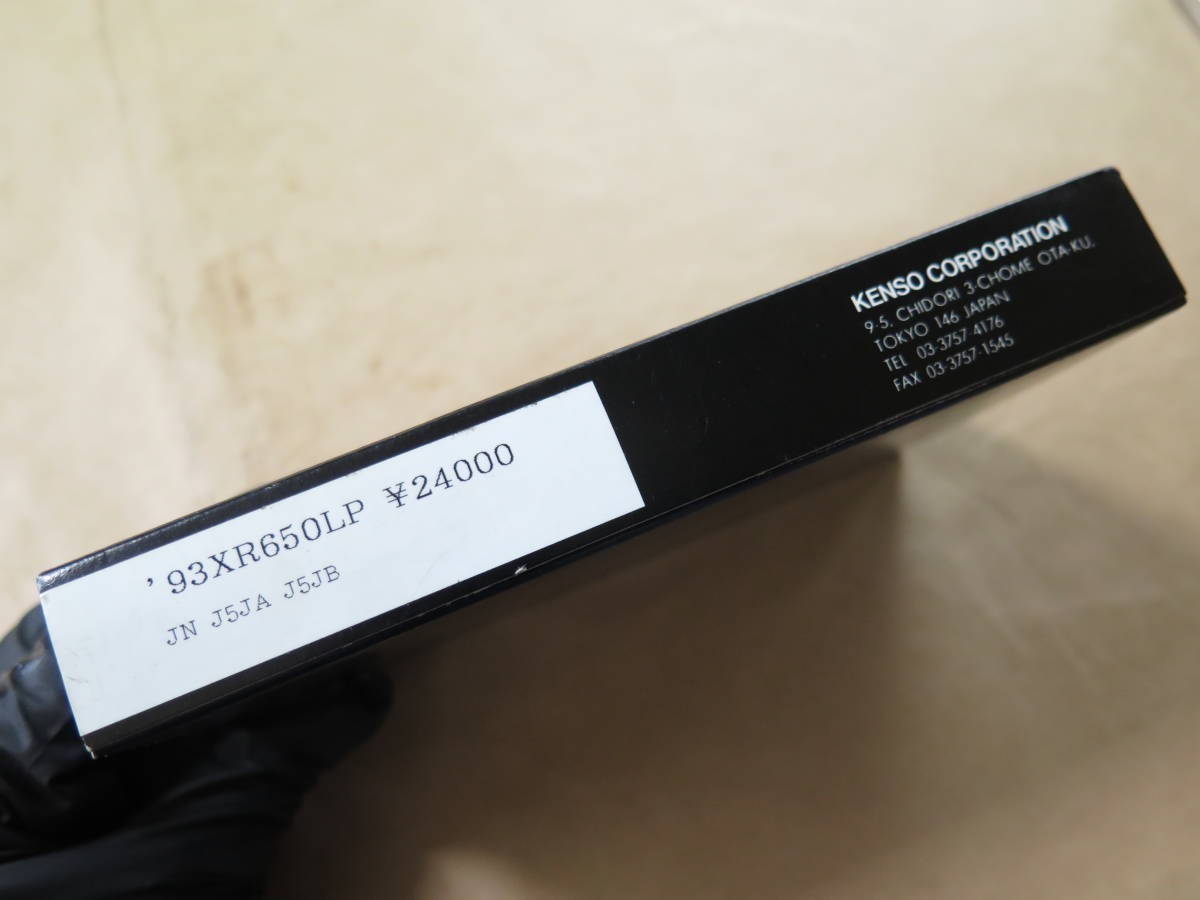 KENSO CORPORATION
9-5, CHIDORI 3-CHOME OTA-KU,
TOKYO 146 JAPAN
TEL 03-3757-4176
FAX 03-3757-1545
'93XR650LP ¥24000
JN J5JA J5JB